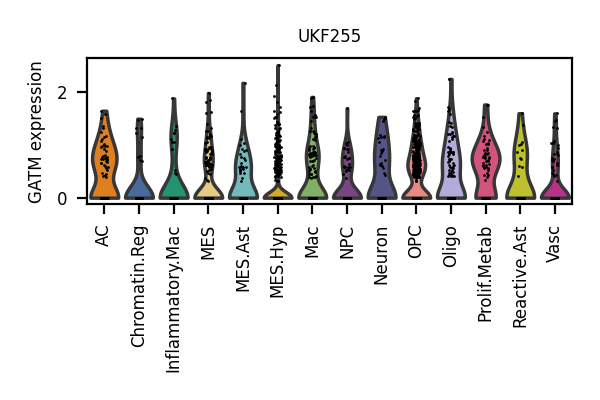 UKF255
GATM expression
2
0
AC
Chromatin.Reg
Inflammatory.Mac
MES
MES.Ast
MES.Hyp
Mac
NPC
Neuron
OPC
Oligo
Prolif.Metab
Reactive.Ast
Vasc